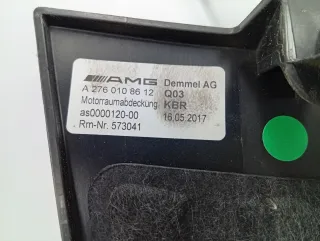 AMG Demmel AG
A 276 010 86 12 Q03
Motorraumabdeckung KBR
as0000120-00 16.05.2017
Rm-Nr. 573041